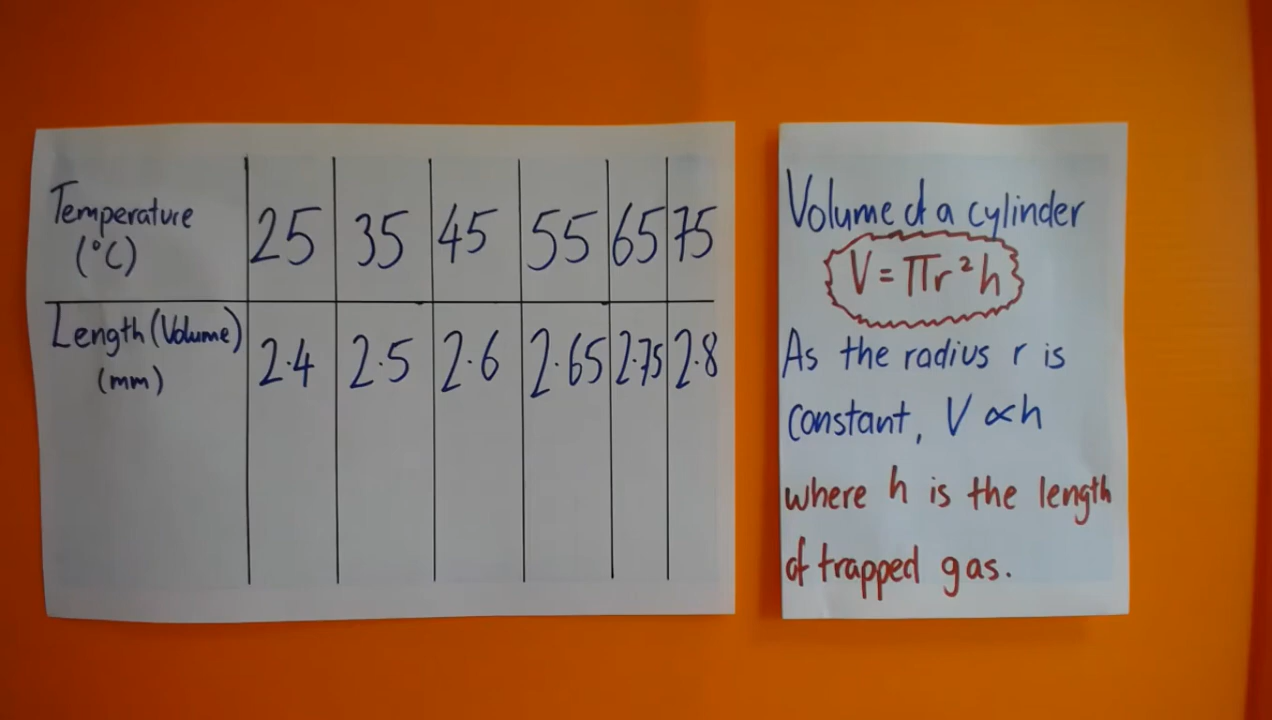 Temperature (°C) 25 35 45 55 65 75
Length (Volume) (mm) 2.4 2.5 2.6 2.65 2.75 2.8
Volume of a cylinder
V = πr²h
As the radius r is
constant, V ∝ h
where h is the length
of trapped gas.